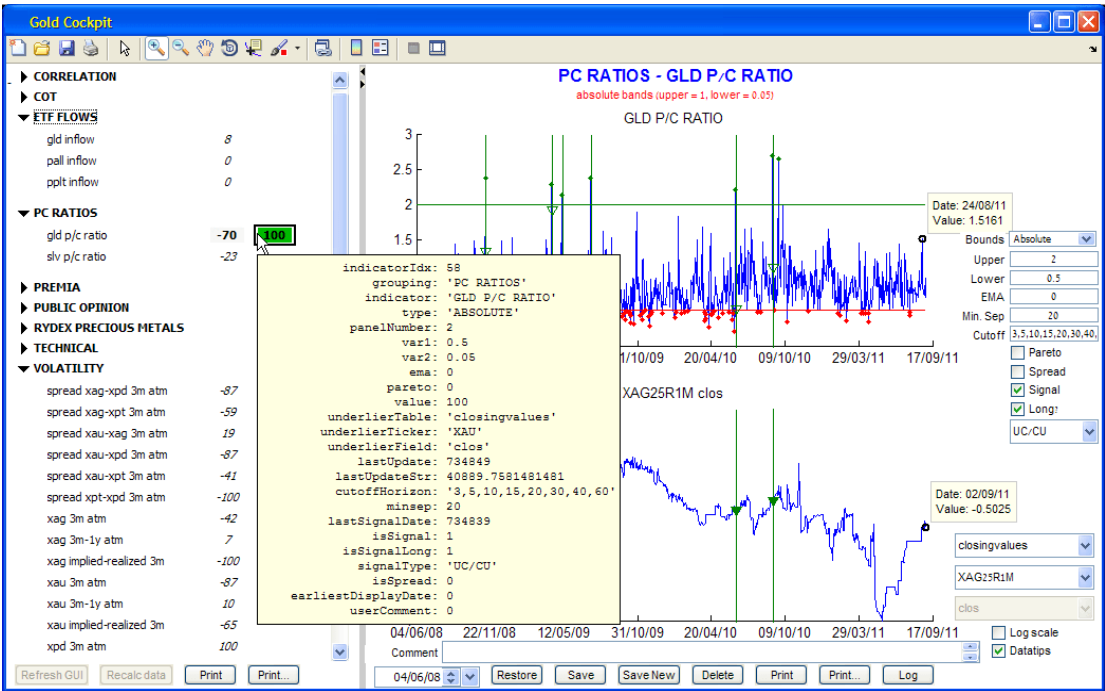 Gold Cockpit
CORRELATION
COT
ETF FLOWS
gld inflow 8
pall inflow 0
pplt inflow 0
PC RATIOS
gld p/c ratio -70 100
slv p/c ratio -23
PREMIA
PUBLIC OPINION
RYDEX PRECIOUS METALS
TECHNICAL
VOLATILITY
spread xag-xpd 3m atm -87
spread xag-xpt 3m atm -59
spread xau-xag 3m atm 19
spread xau-xpd 3m atm -87
spread xau-xpt 3m atm -41
spread xpt-xpd 3m atm -100
xag 3m atm -42
xag 3m-1y atm 7
xag implied-realized 3m -100
xau 3m atm -87
xau 3m-1y atm 10
xau implied-realized 3m -65
xpd 3m atm 100
Refresh GUI Recalc data Print Print...
indicatorIdx: 58
grouping: 'PC RATIOS'
indicator: 'GLD P/C RATIO'
type: 'ABSOLUTE'
panelNumber: 2
var1: 0.5
var2: 0.05
ema: 0
pareto: 0
value: 100
underlierTable: 'closingvalues'
underlierTicker: 'XAU'
underlierField: 'clos'
lastUpdate: 734849
lastUpdateStr: 40889.7581481481
cutoffHorizon: '3,5,10,15,20,30,40,60'
minsep: 20
lastSignalDate: 734839
isSignal: 1
isSignalLong: 1
signalType: 'UC/CU'
isSpread: 0
earliestDisplayDate: 0
userComment: 0
PC RATIOS - GLD P/C RATIO
absolute bands (upper = 1, lower = 0.05)
GLD P/C RATIO
3
2.5
2
1.5
Date: 24/08/11
Value: 1.5161
Bounds Absolute
Upper 2
Lower 0.5
EMA 0
Min. Sep 20
Cutoff 3,5,10,15,20,30,40,
Pareto
Spread
Signal
Long?
UC/CU
31/10/09 20/04/10 09/10/10 29/03/11 17/09/11
XAG25R1M clos
Date: 02/09/11
Value: -0.5025
closingvalues
XAG25R1M
clos
Log scale
Datatips
04/06/08 22/11/08 12/05/09 31/10/09 20/04/10 09/10/10 29/03/11 17/09/11
Comment
04/06/08 Restore Save Save New Delete Print Print... Log